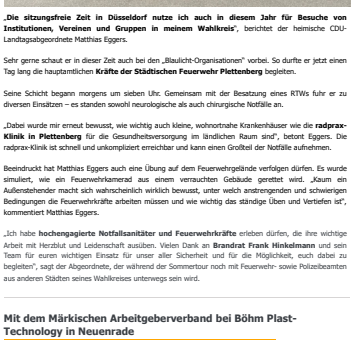 „Die sitzungsfreie Zeit in Düsseldorf nutze ich auch in diesem Jahr für Besuche von
Institutionen, Vereinen und Gruppen in meinem Wahlkreis“, berichtet der heimische CDU-
Landtagsabgeordnete Matthias Eggers.
Sehr gerne schaut er in dieser Zeit auch bei den „Blaulicht-Organisationen“ vorbei. So durfte er jetzt einen
Tag lang die hauptamtlichen Kräfte der Städtischen Feuerwehr Plettenberg begleiten.
Seine Schicht begann morgens um sieben Uhr. Gemeinsam mit der Besatzung eines RTWs fuhr er zu
diversen Einsätzen – es standen sowohl neurologische als auch chirurgische Notfälle an.
„Dabei wurde mir erneut bewusst, wie wichtig auch kleine, wohnortnahe Krankenhäuser wie die radprax-
Klinik in Plettenberg für die Gesundheitsversorgung im ländlichen Raum sind“, betont Eggers. Die
radprax-Klinik ist schnell und unkompliziert erreichbar und kann einen Großteil der Notfälle aufnehmen.
Beeindruckt hat Matthias Eggers auch eine Übung auf dem Feuerwehrgelände verfolgen dürfen. Es wurde
simuliert, wie ein Feuerwehrkamerad aus einem verrauchten Gebäude gerettet wird. „Kaum ein
Außenstehender macht sich wahrscheinlich wirklich bewusst, unter welch anstrengenden und schwierigen
Bedingungen die Feuerwehrkräfte arbeiten müssen und wie wichtig das ständige Üben und Vertiefen ist“,
kommentiert Matthias Eggers.
„Ich habe hochengagierte Notfallsanitäter und Feuerwehrkräfte erleben dürfen, die ihre wichtige
Arbeit mit Herzblut und Leidenschaft ausüben. Vielen Dank an Brandrat Frank Hinkelmann und sein
Team für euren wichtigen Einsatz für unser aller Sicherheit und für die Möglichkeit, euch dabei zu
begleiten“, sagt der Abgeordnete, der während der Sommertour noch mit Feuerwehr- sowie Polizeibeamten
aus anderen Städten seines Wahlkreises unterwegs sein wird.
Mit dem Märkischen Arbeitgeberverband bei Böhm Plast-
Technology in Neuenrade